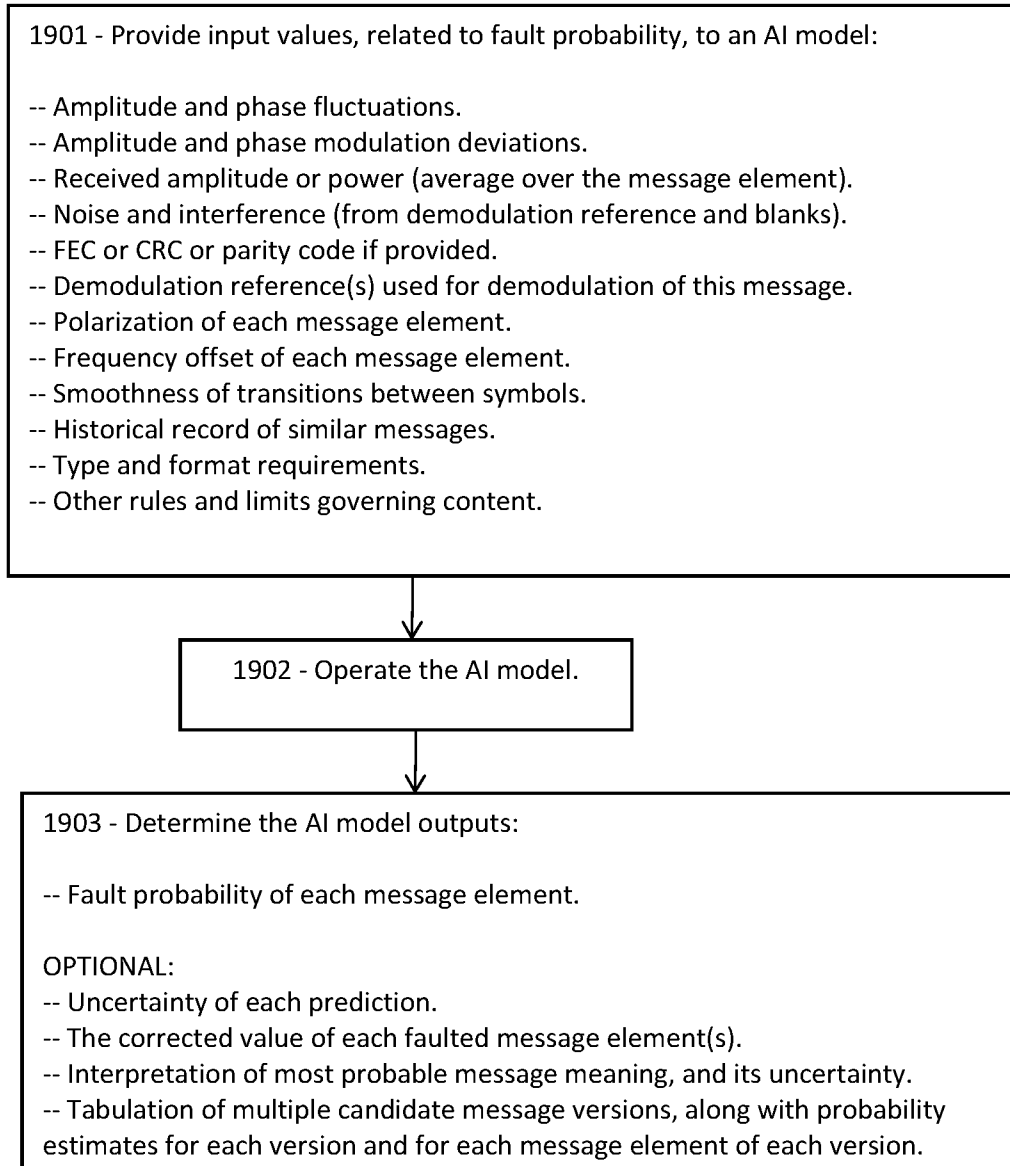 1901 - Provide input values, related to fault probability, to an AI model:
-- Amplitude and phase fluctuations.
-- Amplitude and phase modulation deviations.
-- Received amplitude or power (average over the message element).
-- Noise and interference (from demodulation reference and blanks).
-- FEC or CRC or parity code if provided.
-- Demodulation reference(s) used for demodulation of this message.
-- Polarization of each message element.
-- Frequency offset of each message element.
-- Smoothness of transitions between symbols.
-- Historical record of similar messages.
-- Type and format requirements.
-- Other rules and limits governing content.
1902 - Operate the AI model.
1903 - Determine the AI model outputs:
-- Fault probability of each message element.
OPTIONAL:
-- Uncertainty of each prediction.
-- The corrected value of each faulted message element(s).
-- Interpretation of most probable message meaning, and its uncertainty.
-- Tabulation of multiple candidate message versions, along with probability
estimates for each version and for each message element of each version.